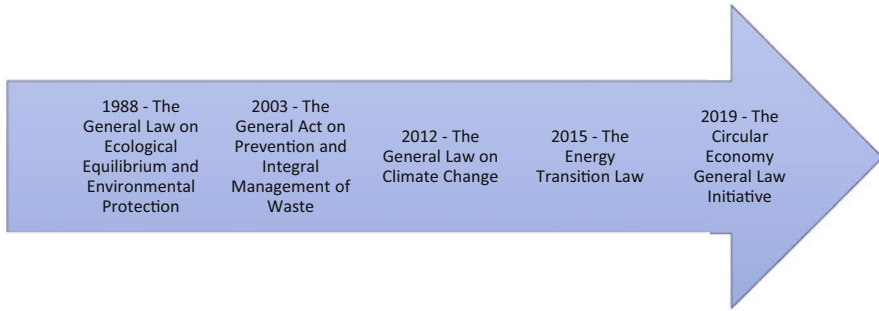 1988 - The
General Law on
Ecological
Equilibrium and
Environmental
Protection
2003 - The
General Act on
Prevention and
Integral
Management of
Waste
2012 - The
General Law on
Climate Change
2015 - The
Energy
Transition Law
2019 - The
Circular
Economy
General Law
Initiative